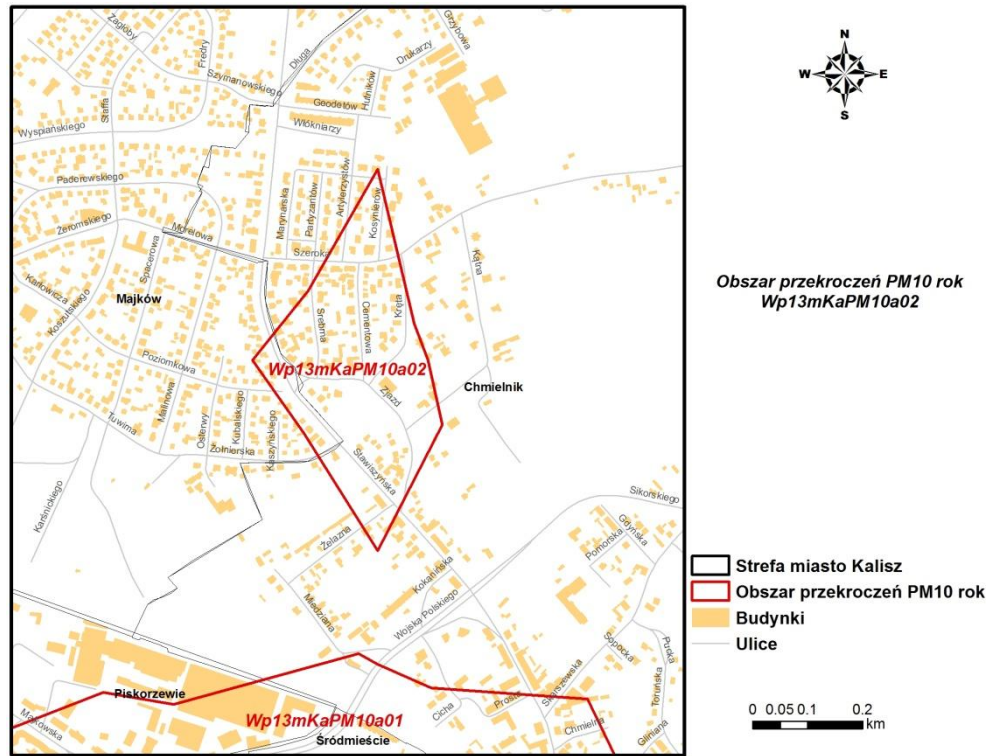 Zagłoby
Fredry
Długa
Grzybowa
Drukarzy
N
W
E
S
Szymanowskiego
Hutników
Staffa
Geodetów
Wyspiańskiego
Włókniarzy
Paderewskiego
Marynarska
Partyzantów
Artylerzystów
Kosynierów
Żeromskiego
Morelowa
Spacerowa
Szeroka
Kątna
Karłowicza
Koszutskiego
Majków
Obszar przekroczeń PM10 rok
Wp13mKaPM10a02
Srebrna
Cementowa
Kręta
Poziomkowa
Wp13mKaPM10a02
Chmielnik
Malinowa
Zjazd
Tuwima
Osterwy
Kubalskiego
Kaszyńskiego
Żołnierska
Stawiszyńska
Karśnickiego
Sikorskiego
Żelazna
Gdyńska
Pomorska
Kokanińska
Strefa miasto Kalisz
Miedziana
Obszar przekroczeń PM10 rok
Wojska Polskiego
Budynki
Sopocka
Pucka
Ulice
Skarszewska
Toruńska
Piskorzewie
Prosta
Cicha
Majkowska
Wp13mKaPM10a01
Chmielna
Gliniana
0 0.05 0.1 0.2
km
Śródmieście